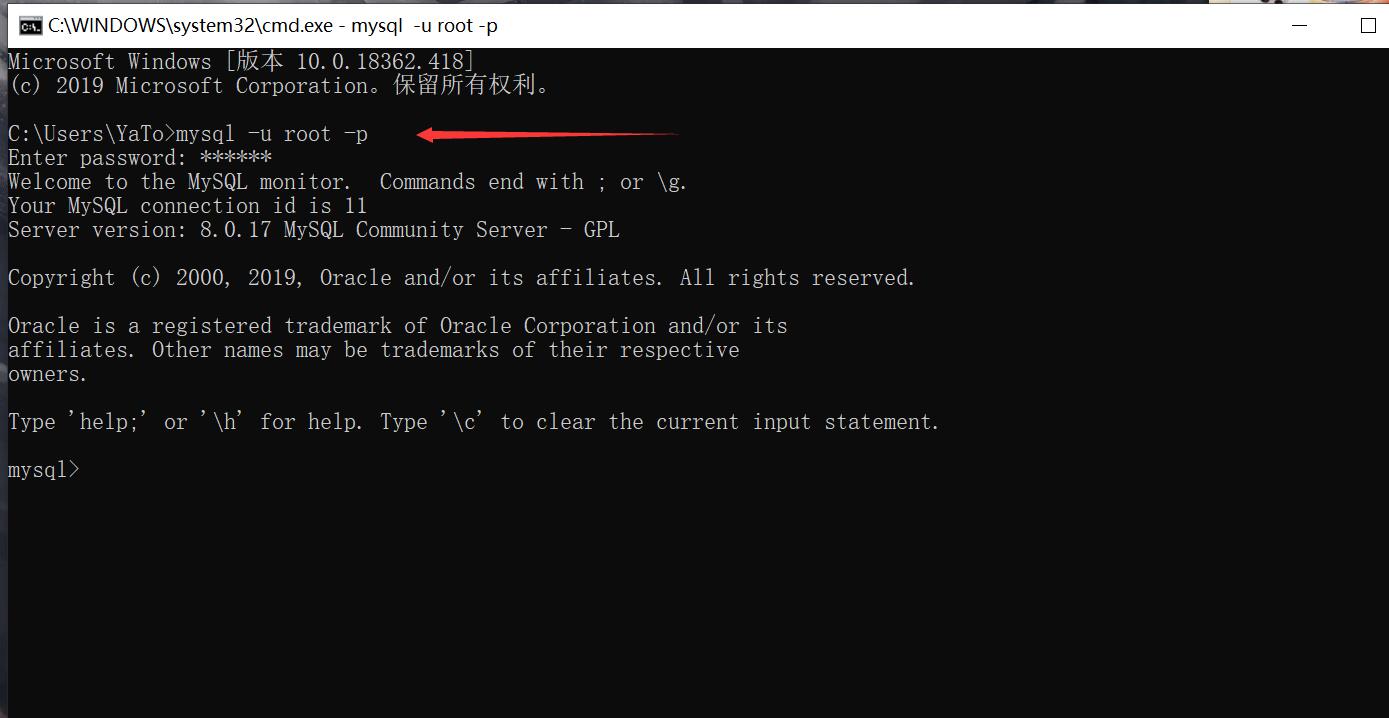 C:\WINDOWS\system32\cmd.exe - mysql  -u root -p
Microsoft Windows [版本 10.0.18362.418]
(c) 2019 Microsoft Corporation。保留所有权利。
C:\Users\YaTo>mysql -u root -p
Enter password: ******
Welcome to the MySQL monitor.  Commands end with ; or \g.
Your MySQL connection id is 11
Server version: 8.0.17 MySQL Community Server - GPL
Copyright (c) 2000, 2019, Oracle and/or its affiliates. All rights reserved.
Oracle is a registered trademark of Oracle Corporation and/or its
affiliates. Other names may be trademarks of their respective
owners.
Type 'help;' or '\h' for help. Type '\c' to clear the current input statement.
mysql>